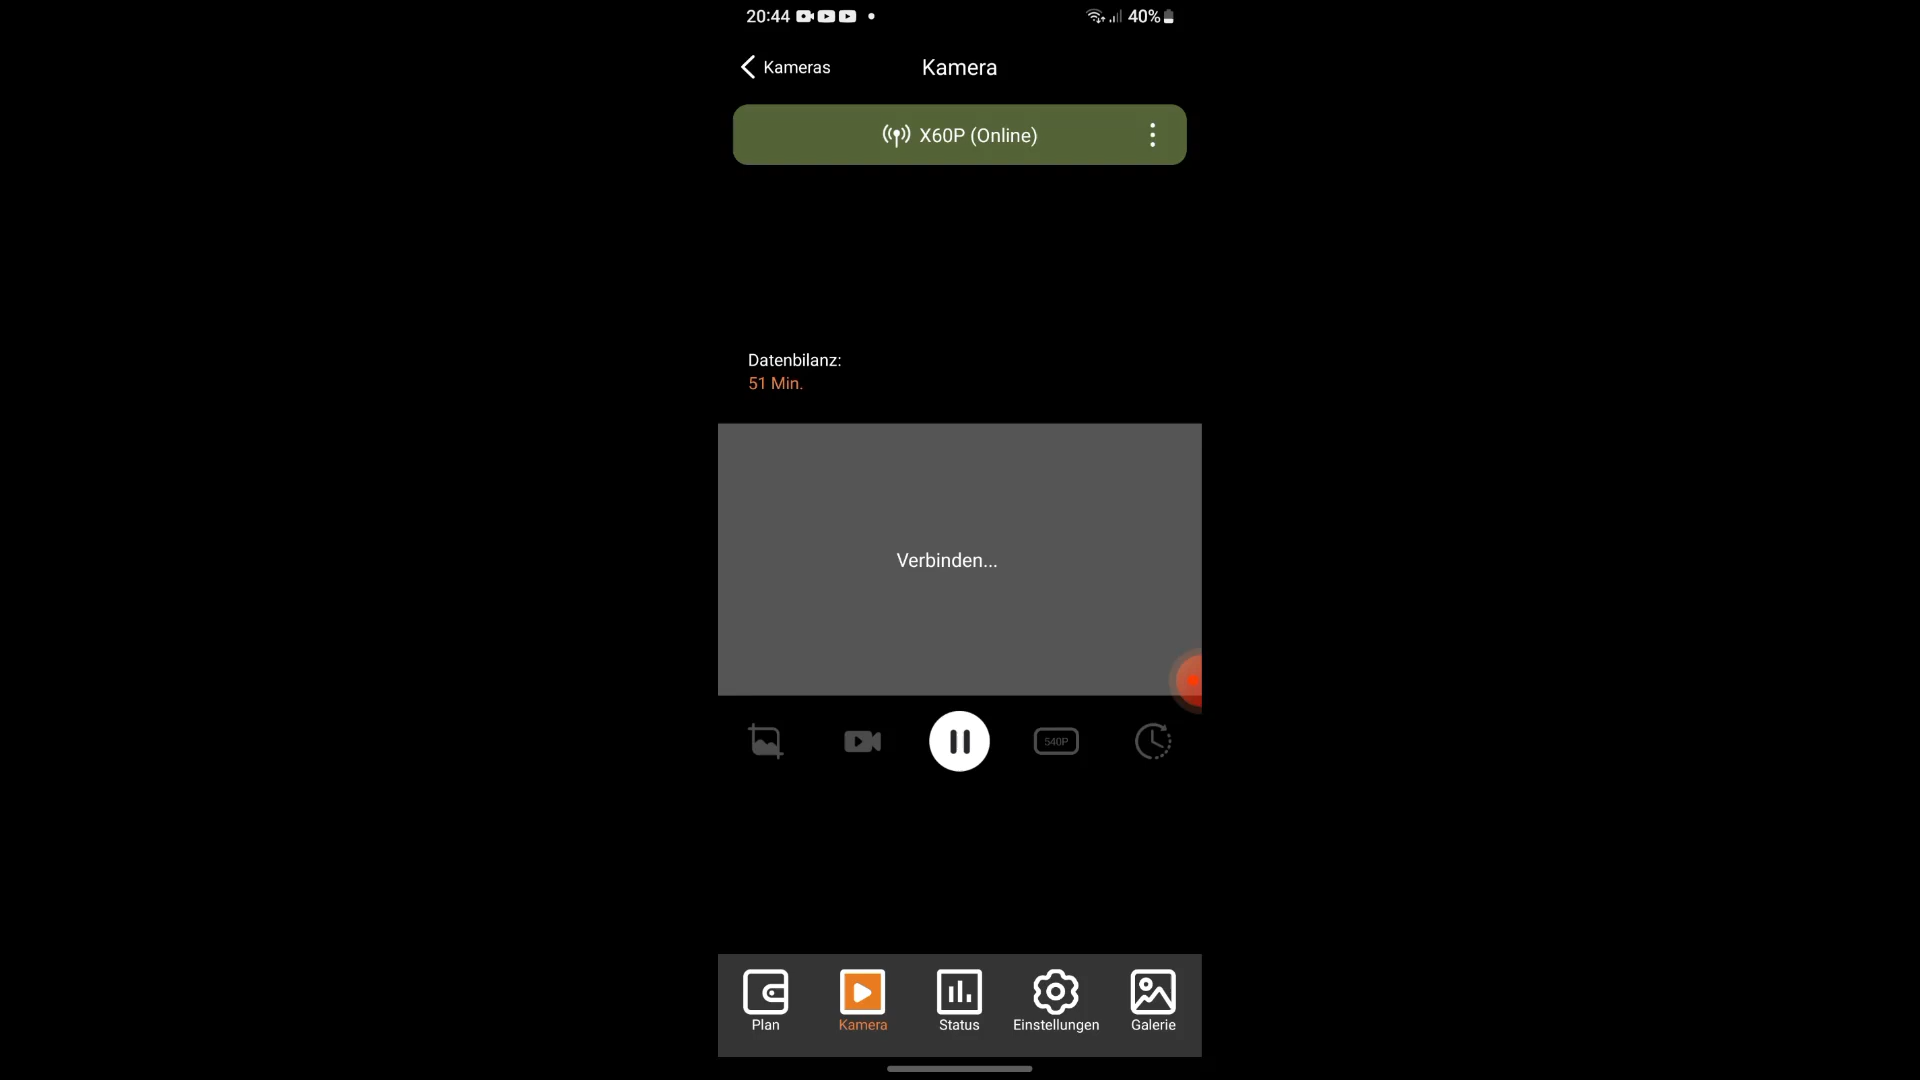 20:44
40%
Kameras
Kamera
X60P (Online)
Datenbilanz:
51 Min.
Verbinden...
540P
Plan
Kamera
Status
Einstellungen
Galerie